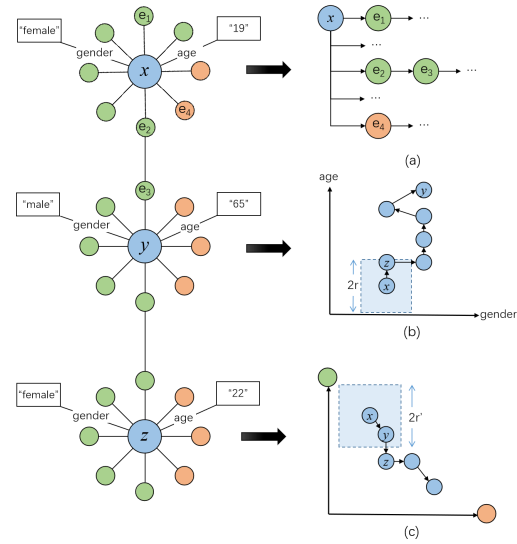 e1
"female"
"19"
gender
age
x
e4
e2
e3
"male"
"65"
gender
age
y
"female"
"22"
gender
age
z
x
e1
...
...
e2
e3
...
...
e4
...
(a)
age
y
z
2r
x
gender
(b)
x
2r'
y
z
(c)